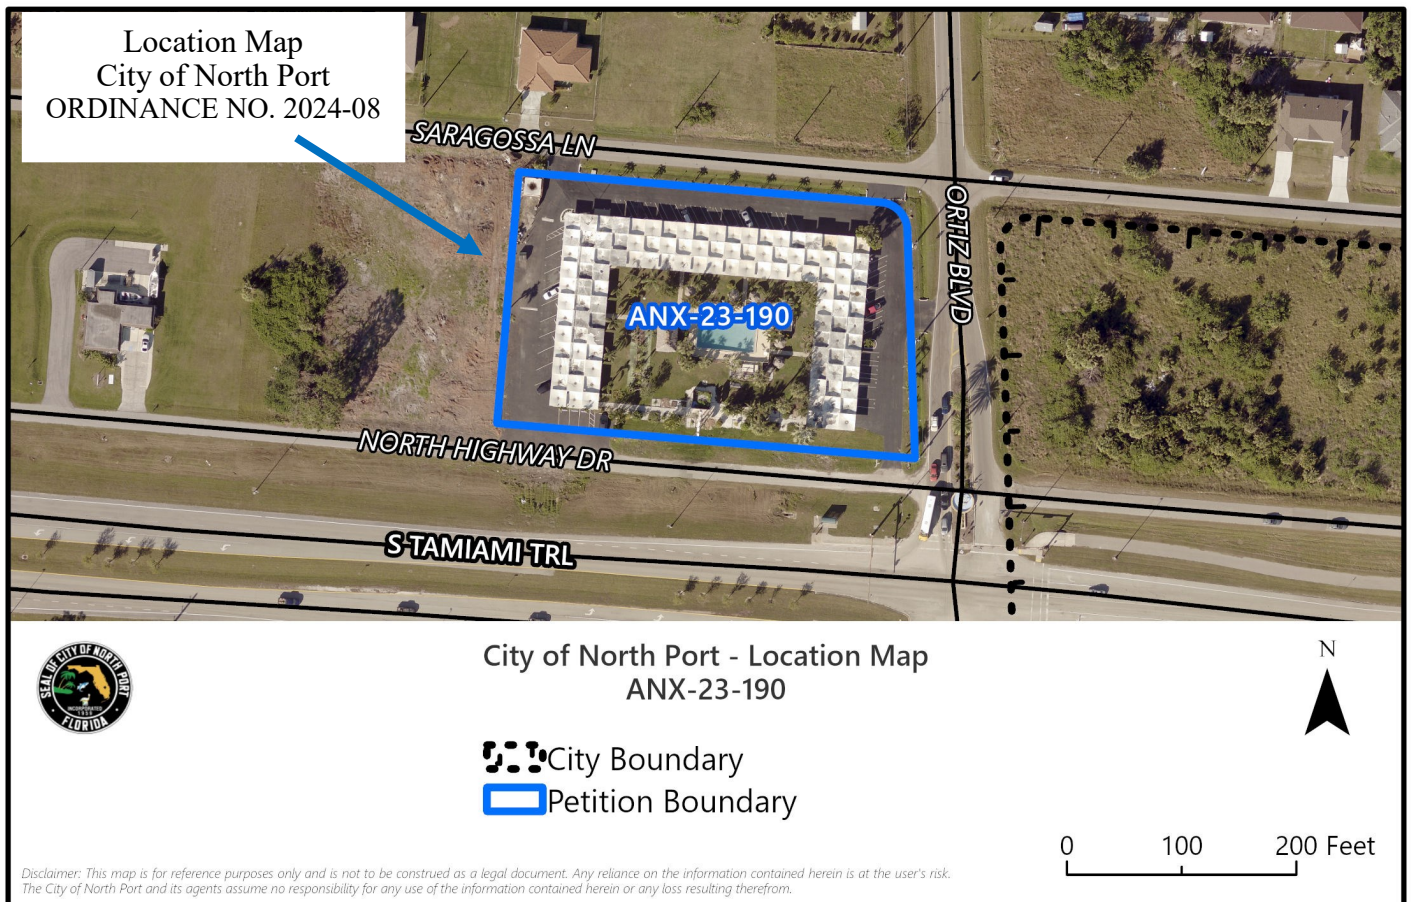 Location Map
City of North Port
ORDINANCE NO. 2024-08
SARAGOSSA LN
ORTIZ BLVD
ANX-23-190
NORTH HIGHWAY DR
S TAMIAMI TRL
SEAL OF CITY OF NORTH PORT
INCORPORATED
1959
FLORIDA
City of North Port - Location Map
ANX-23-190
N
City Boundary
Petition Boundary
0 100 200 Feet
Disclaimer: This map is for reference purposes only and is not to be construed as a legal document. Any reliance on the information contained herein is at the user's risk.
The City of North Port and its agents assume no responsibility for any use of the information contained herein or any loss resulting therefrom.